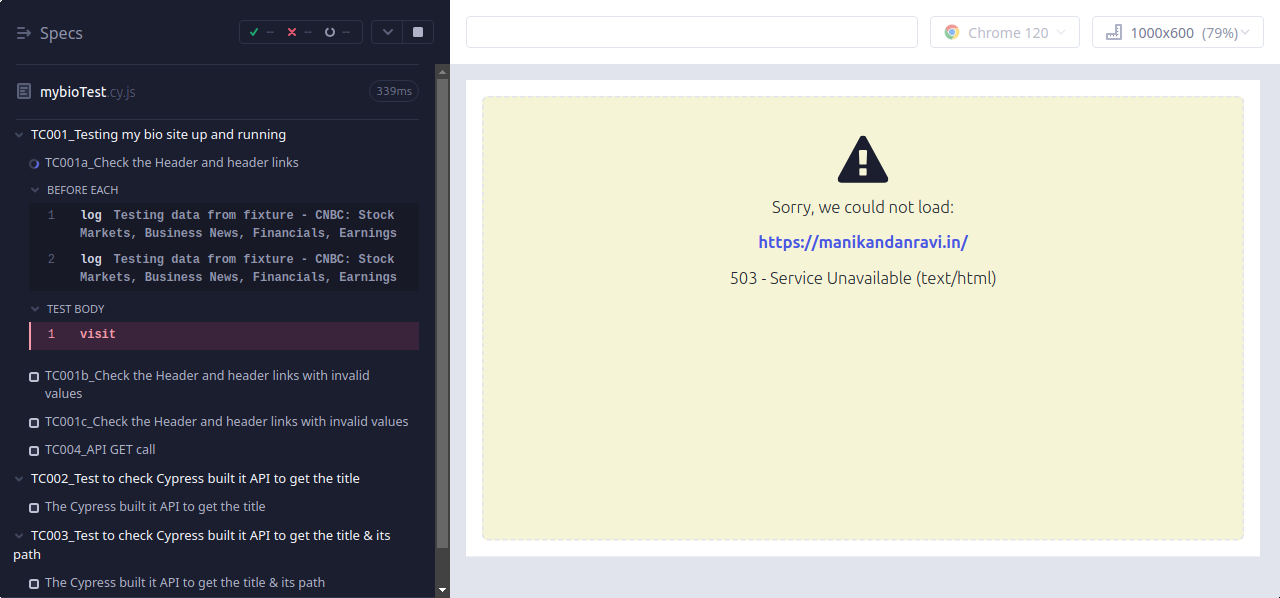 Specs
--
--
--
Chrome 120
1000x600 (79%)
mybioTest.cy.js
339ms
TC001_Testing my bio site up and running
TC001a_Check the Header and header links
BEFORE EACH
1 log Testing data from fixture - CNBC: Stock
Markets, Business News, Financials, Earnings
2 log Testing data from fixture - CNBC: Stock
Markets, Business News, Financials, Earnings
TEST BODY
1 visit
TC001b_Check the Header and header links with invalid
values
TC001c_Check the Header and header links with invalid values
TC004_API GET call
TC002_Test to check Cypress built it API to get the title
The Cypress built it API to get the title
TC003_Test to check Cypress built it API to get the title & its
path
The Cypress built it API to get the title & its path
Sorry, we could not load:
https://manikandanravi.in/
503 - Service Unavailable (text/html)